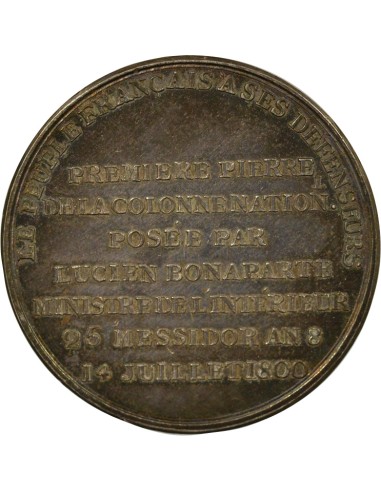 LE PEUPLE FRANÇAIS A SES DEFENSEURS
PREMIERE PIERRE
DE LA COLONNE NATION.L
POSÉE PAR
LUCIEN BONAPARTE
MINISTRE DE L'INTÉRIEUR
25 MESSIDOR AN 8
14 JUILLET 1800.